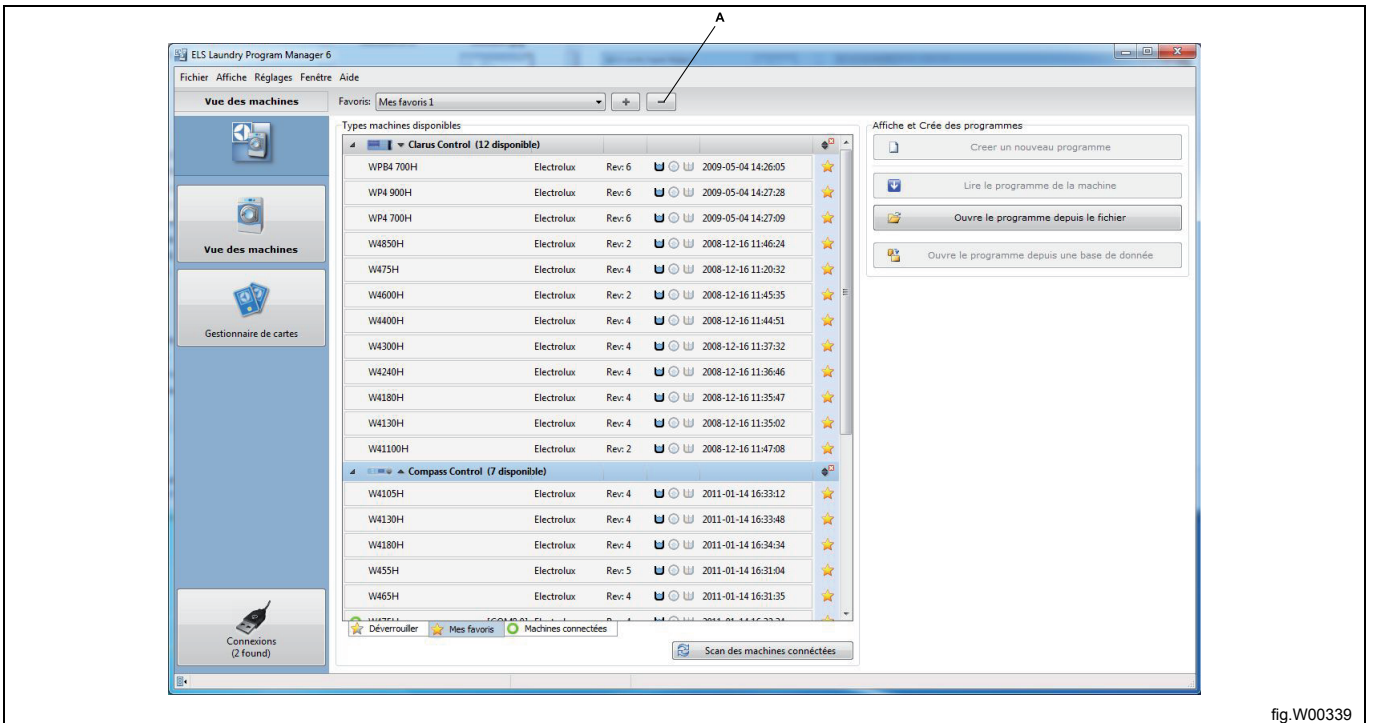 A
ELS Laundry Program Manager 6
Fichier Affiche Réglages Fenêtre Aide
Vue des machines
Favoris: Mes favoris 1
Types machines disponibles
Clarus Control (12 disponible)
WPB4 700H Electrolux Rev: 6 2009-05-04 14:26:05
WP4 900H Electrolux Rev: 6 2009-05-04 14:27:28
WP4 700H Electrolux Rev: 6 2009-05-04 14:27:09
W4850H Electrolux Rev: 2 2008-12-16 11:46:24
W475H Electrolux Rev: 4 2008-12-16 11:20:32
W4600H Electrolux Rev: 2 2008-12-16 11:45:35
W4400H Electrolux Rev: 4 2008-12-16 11:44:51
W4300H Electrolux Rev: 4 2008-12-16 11:37:32
W4240H Electrolux Rev: 4 2008-12-16 11:36:46
W4180H Electrolux Rev: 4 2008-12-16 11:35:47
W4130H Electrolux Rev: 4 2008-12-16 11:35:02
W41100H Electrolux Rev: 2 2008-12-16 11:47:08
Compass Control (7 disponible)
W4105H Electrolux Rev: 4 2011-01-14 16:33:12
W4130H Electrolux Rev: 4 2011-01-14 16:33:48
W4180H Electrolux Rev: 4 2011-01-14 16:34:34
W455H Electrolux Rev: 5 2011-01-14 16:31:04
W465H Electrolux Rev: 4 2011-01-14 16:31:35
Déverrouiller Mes favoris Machines connectées
Scan des machines connéctées
Affiche et Crée des programmes
Creer un nouveau programme
Lire le programme de la machine
Ouvre le programme depuis le fichier
Ouvre le programme depuis une base de donnée
Vue des machines
Gestionnaire de cartes
Connexions
(2 found)
fig.W00339